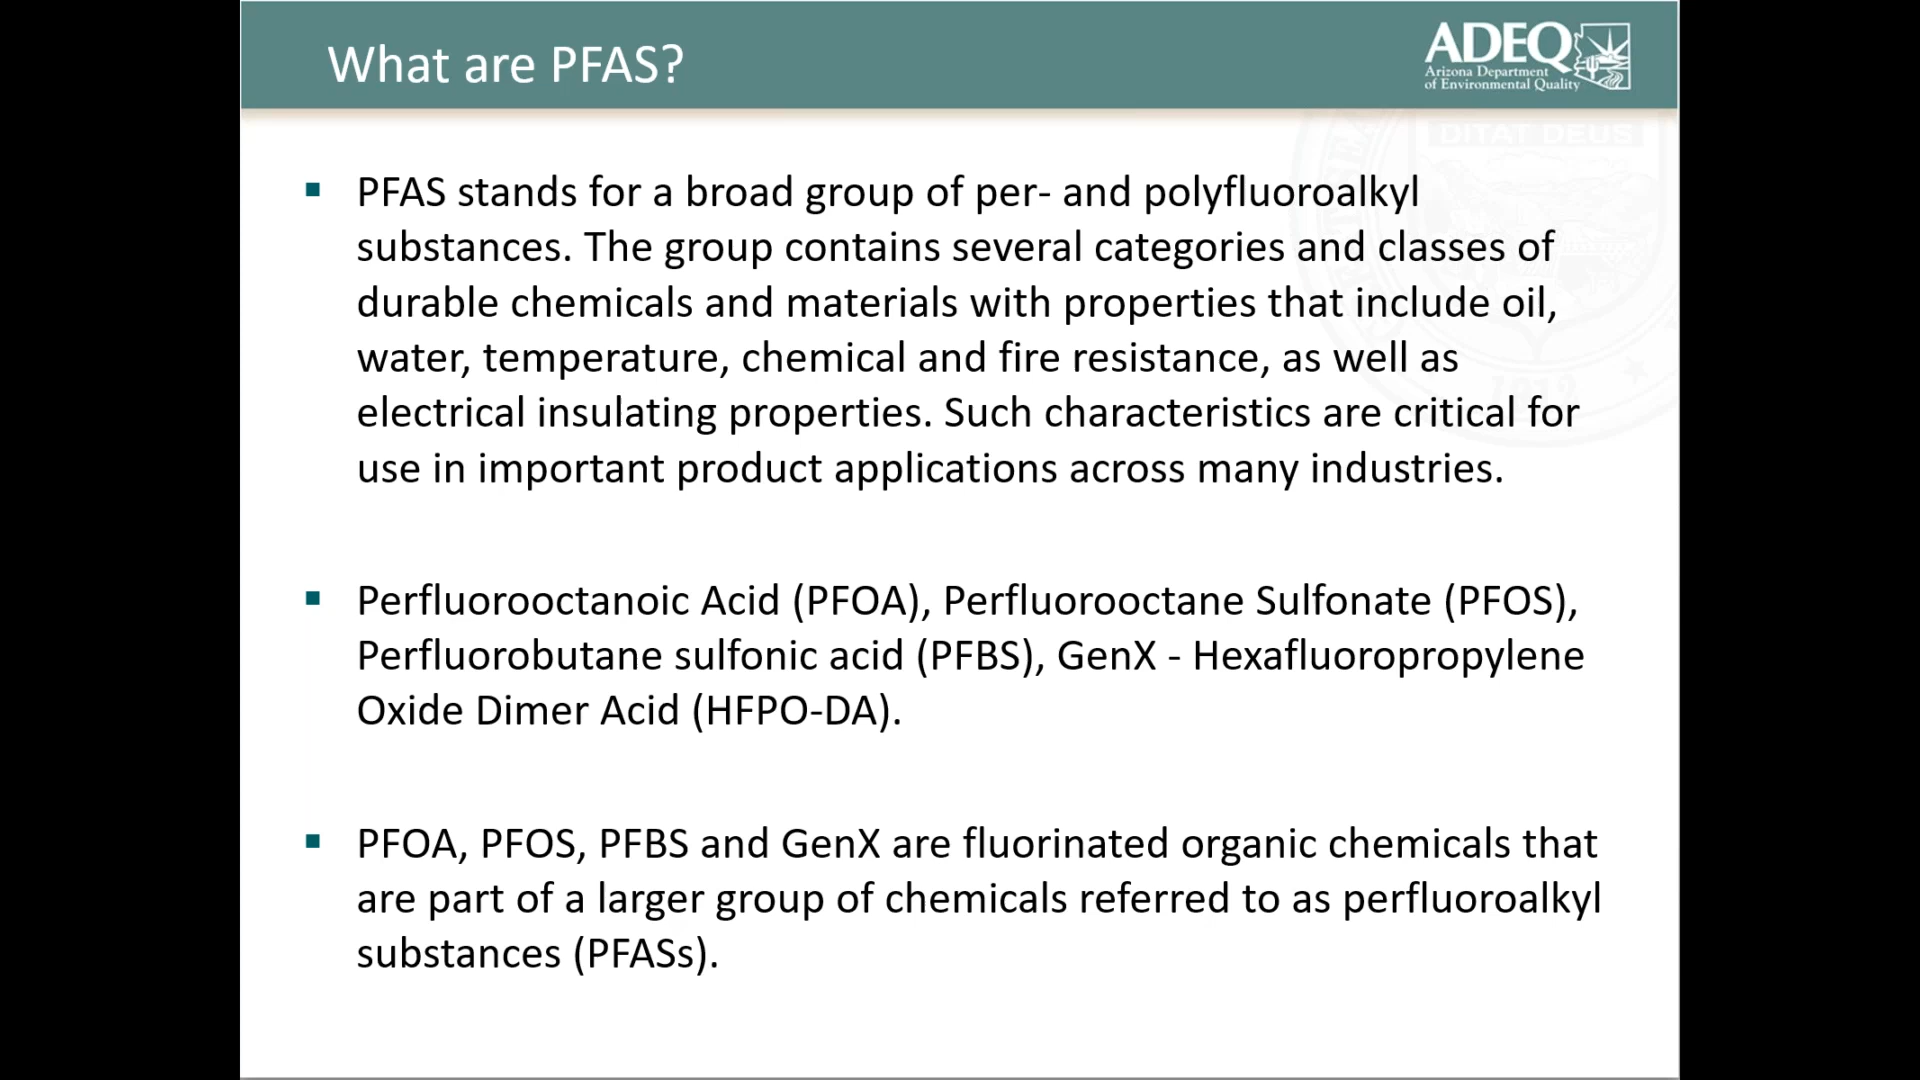 What are PFAS?
ADEQ
Arizona Department
of Environmental Quality
DITAT DEUS
▪ PFAS stands for a broad group of per- and polyfluoroalkyl
substances. The group contains several categories and classes of
durable chemicals and materials with properties that include oil,
water, temperature, chemical and fire resistance, as well as
electrical insulating properties. Such characteristics are critical for
use in important product applications across many industries.
1912
▪ Perfluorooctanoic Acid (PFOA), Perfluorooctane Sulfonate (PFOS),
Perfluorobutane sulfonic acid (PFBS), GenX - Hexafluoropropylene
Oxide Dimer Acid (HFPO-DA).
▪ PFOA, PFOS, PFBS and GenX are fluorinated organic chemicals that
are part of a larger group of chemicals referred to as perfluoroalkyl
substances (PFASs).